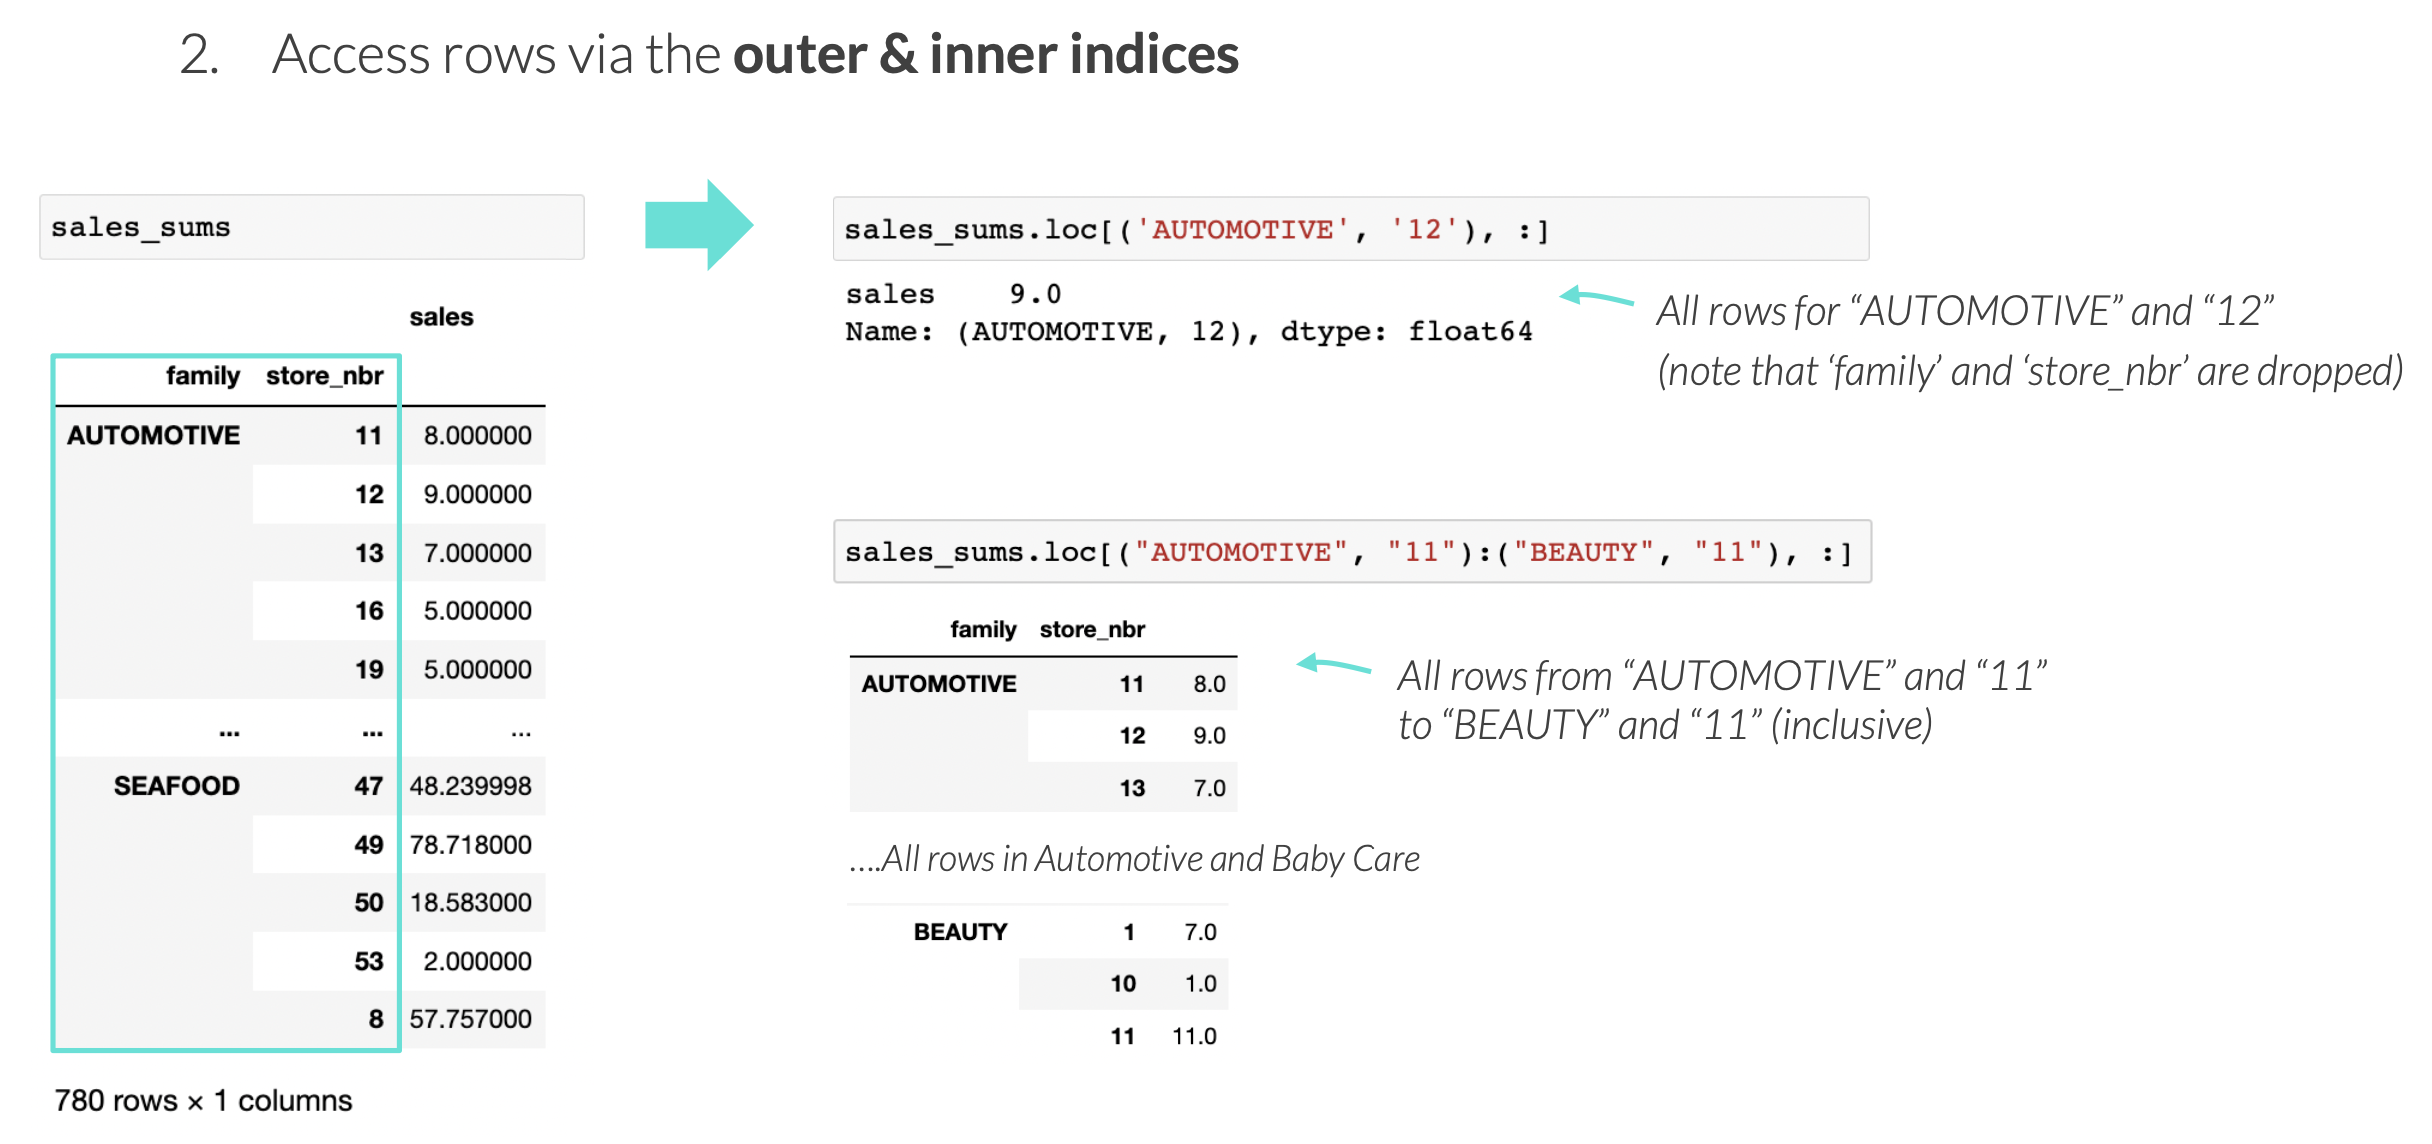 2. Access rows via the outer & inner indices
sales_sums
sales
family store_nbr
AUTOMOTIVE 11 8.000000
12 9.000000
13 7.000000
16 5.000000
19 5.000000
... ... ...
SEAFOOD 47 48.239998
49 78.718000
50 18.583000
53 2.000000
8 57.757000
780 rows × 1 columns
sales_sums.loc[('AUTOMOTIVE', '12'), :]
sales 9.0
Name: (AUTOMOTIVE, 12), dtype: float64
All rows for “AUTOMOTIVE” and “12”
(note that ‘family’ and ‘store_nbr’ are dropped)
sales_sums.loc[("AUTOMOTIVE", "11"):("BEAUTY", "11"), :]
family store_nbr
AUTOMOTIVE 11 8.0
12 9.0
13 7.0
All rows from “AUTOMOTIVE” and “11”
to “BEAUTY” and “11” (inclusive)
....All rows in Automotive and Baby Care
BEAUTY 1 7.0
10 1.0
11 11.0